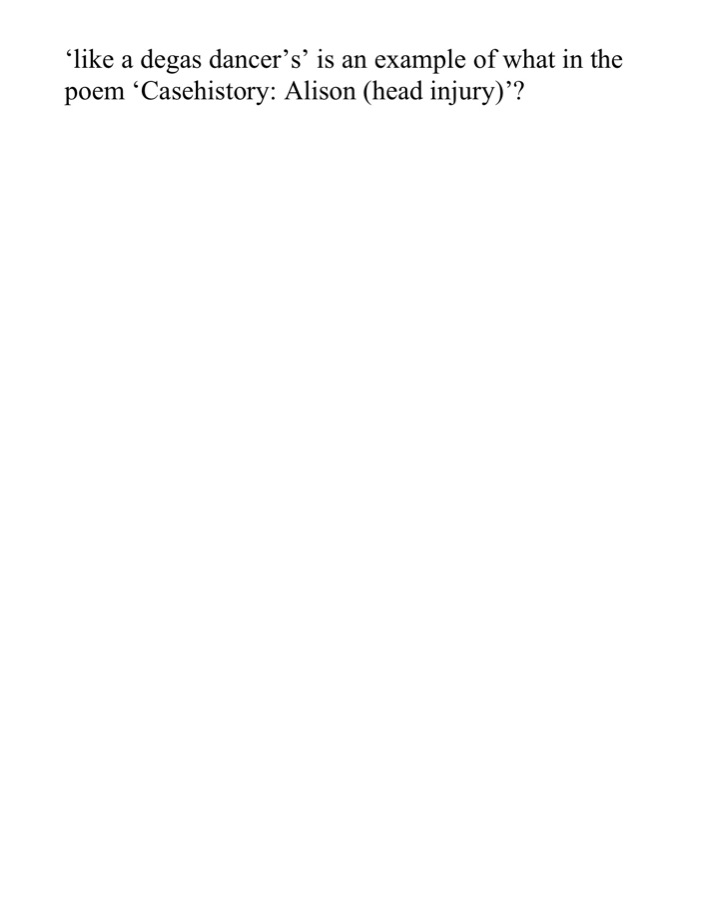 ‘like a degas dancer’s’ is an example of what in the
poem ‘Casehistory: Alison (head injury)’?